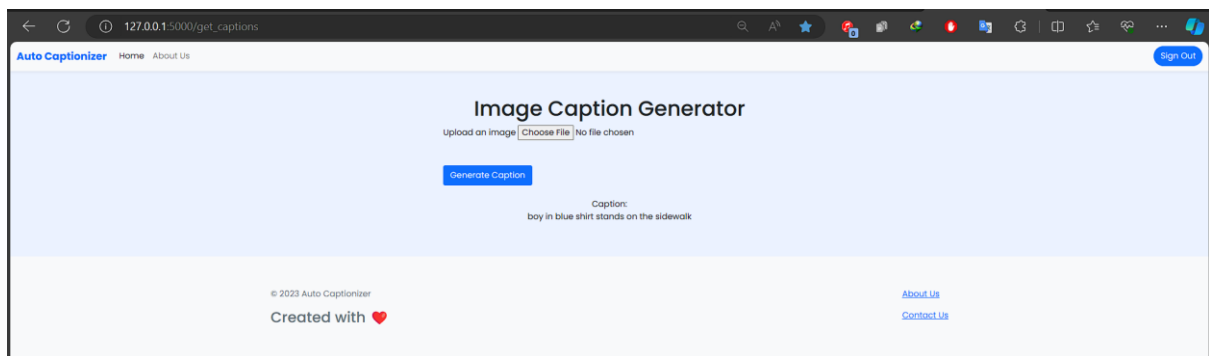 127.0.0.1:5000/get_captions
Auto Captionizer Home About Us Sign Out
Image Caption Generator
Upload an image Choose File No file chosen
Generate Caption
Caption:
boy in blue shirt stands on the sidewalk
© 2023 Auto Captionizer About Us
Created with Contact Us